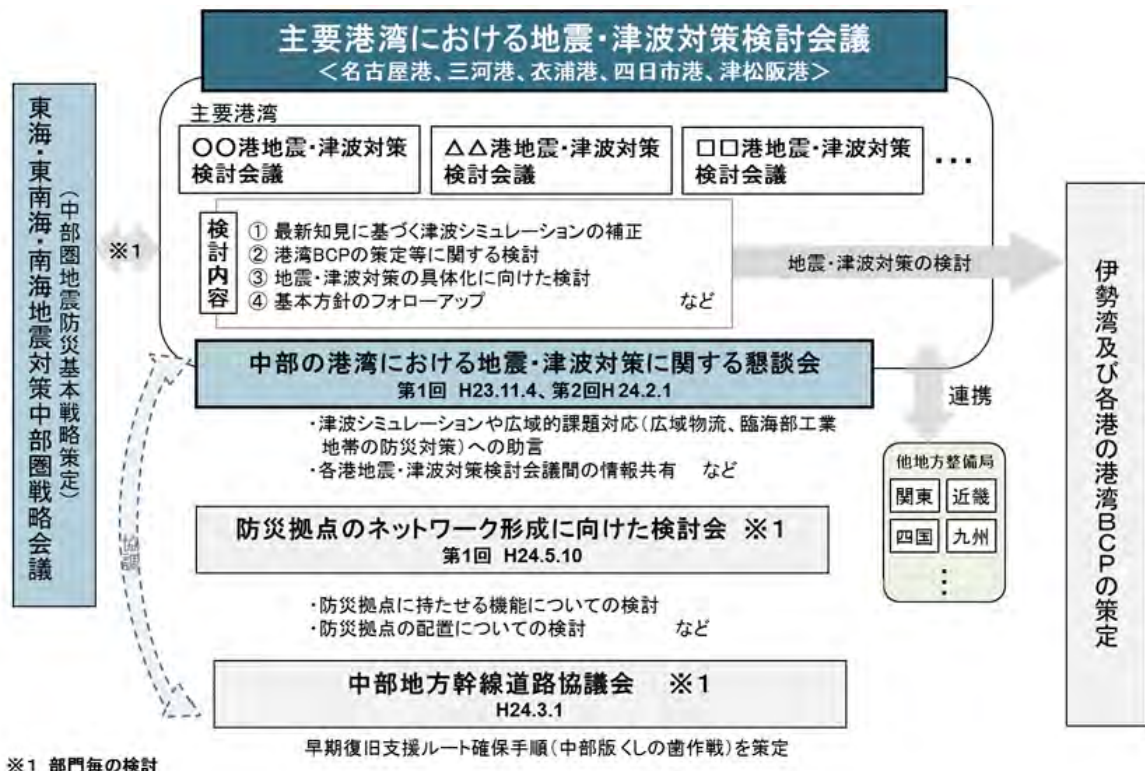 主要港湾における地震・津波対策検討会議
＜名古屋港、三河港、衣浦港、四日市港、津松阪港＞
東海・東南海・南海地震対策中部圏戦略会議
（中部圏地震防災基本戦略策定）
※1
主要港湾
○○港地震・津波対策
検討会議
△△港地震・津波対策
検討会議
□□港地震・津波対策
検討会議
・・・
検討内容
① 最新知見に基づく津波シミュレーションの補正
② 港湾BCPの策定等に関する検討
③ 地震・津波対策の具体化に向けた検討
④ 基本方針のフォローアップ　など
地震・津波対策の検討
伊勢湾及び各港の港湾BCPの策定
中部の港湾における地震・津波対策に関する懇談会
第1回 H23.11.4、第2回H24.2.1
・津波シミュレーションや広域的課題対応（広域物流、臨海部工業
地帯の防災対策）への助言
・各港地震・津波対策検討会議間の情報共有　など
連携
他地方整備局
関東
近畿
四国
九州
防災拠点のネットワーク形成に向けた検討会　※1
第1回 H24.5.10
・防災拠点に持たせる機能についての検討
・防災拠点の配置についての検討　など
中部地方幹線道路協議会　※1
H24.3.1
早期復旧支援ルート確保手順（中部版くしの歯作戦）を策定
※1 部門毎の検討